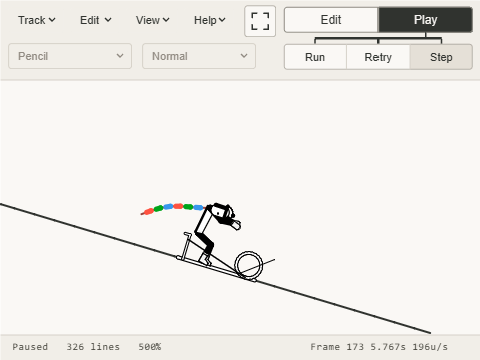 Track Edit View Help Edit Play
Pencil Normal Run Retry Step
Paused 326 lines 500% Frame 173 5.767s 196u/s